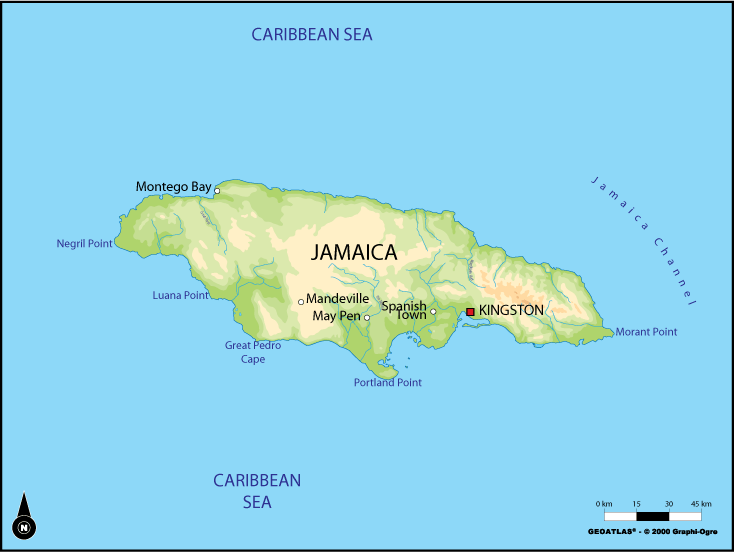 CARIBBEAN SEA
Jamaica Channel
Montego Bay
Negril Point
JAMAICA
Luana Point
Mandeville
Spanish
Town
May Pen
KINGSTON
Morant Point
Great Pedro
Cape
Portland Point
CARIBBEAN
SEA
N
0 km 15 30 45 km
GEOATLAS® - © 2000 Graphi-Ogre